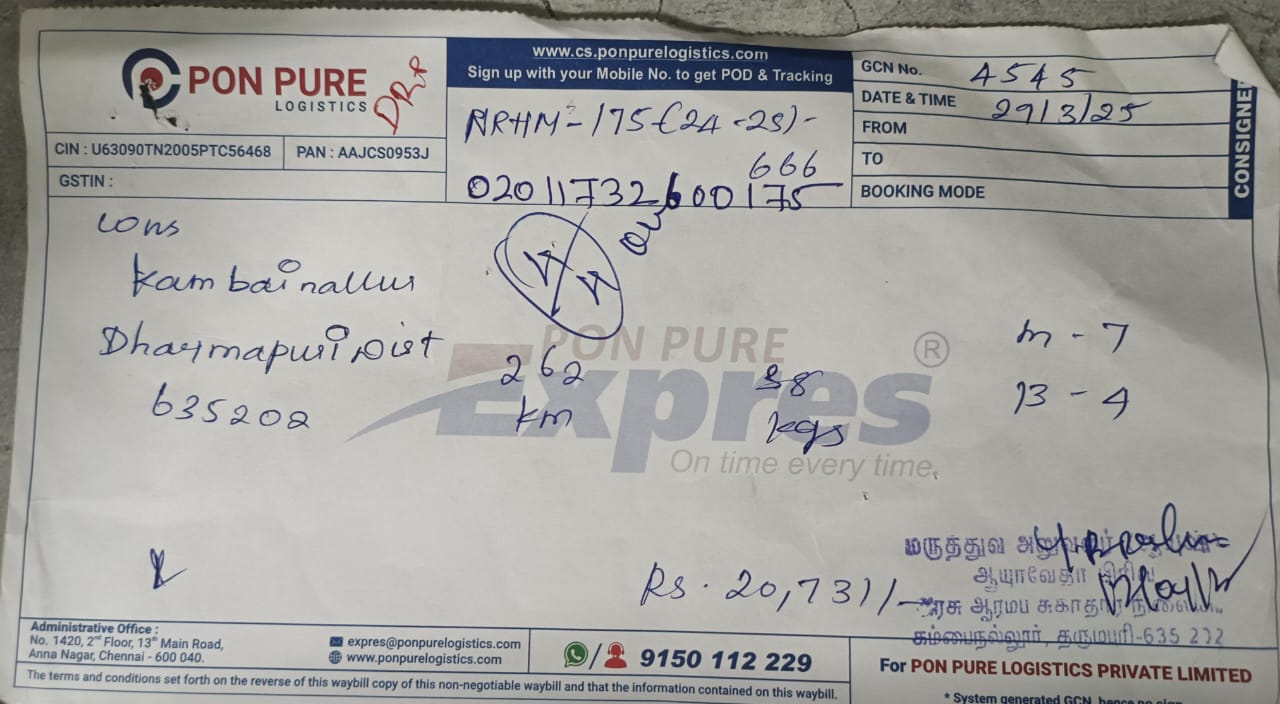 PON PURE
LOGISTICS
DRP
CIN : U63090TN2005PTC56468
PAN : AAJCS0953J
GSTIN :
www.cs.ponpurelogistics.com
Sign up with your Mobile No. to get POD & Tracking
NRHM-175-(24-25)-
666
02011732600175
GCN No. 4545
DATE & TIME 29/3/25
FROM
TO
BOOKING MODE
CONSIGNE
Cons
Kambainallur
Dharmapuri Dist
635202
262
km
38
kgs
M - 7
B - 4
PON PURE
Expres ®
On time every time.
Rs. 20,731/-
மருத்துவ
ஆயுர்வேதா பிரிவு
அரசு ஆரம்ப சுகாதார நிலையம்
கம்பைநல்லூர், தருமபுரி-635 202
Administrative Office :
No. 1420, 2nd Floor, 13th Main Road,
Anna Nagar, Chennai - 600 040.
expres@ponpurelogistics.com
www.ponpurelogistics.com
/ 9150 112 229
For PON PURE LOGISTICS PRIVATE LIMITED
The terms and conditions set forth on the reverse of this waybill copy of this non-negotiable waybill and that the information contained on this waybill.
* System generated GCN, hence no sign